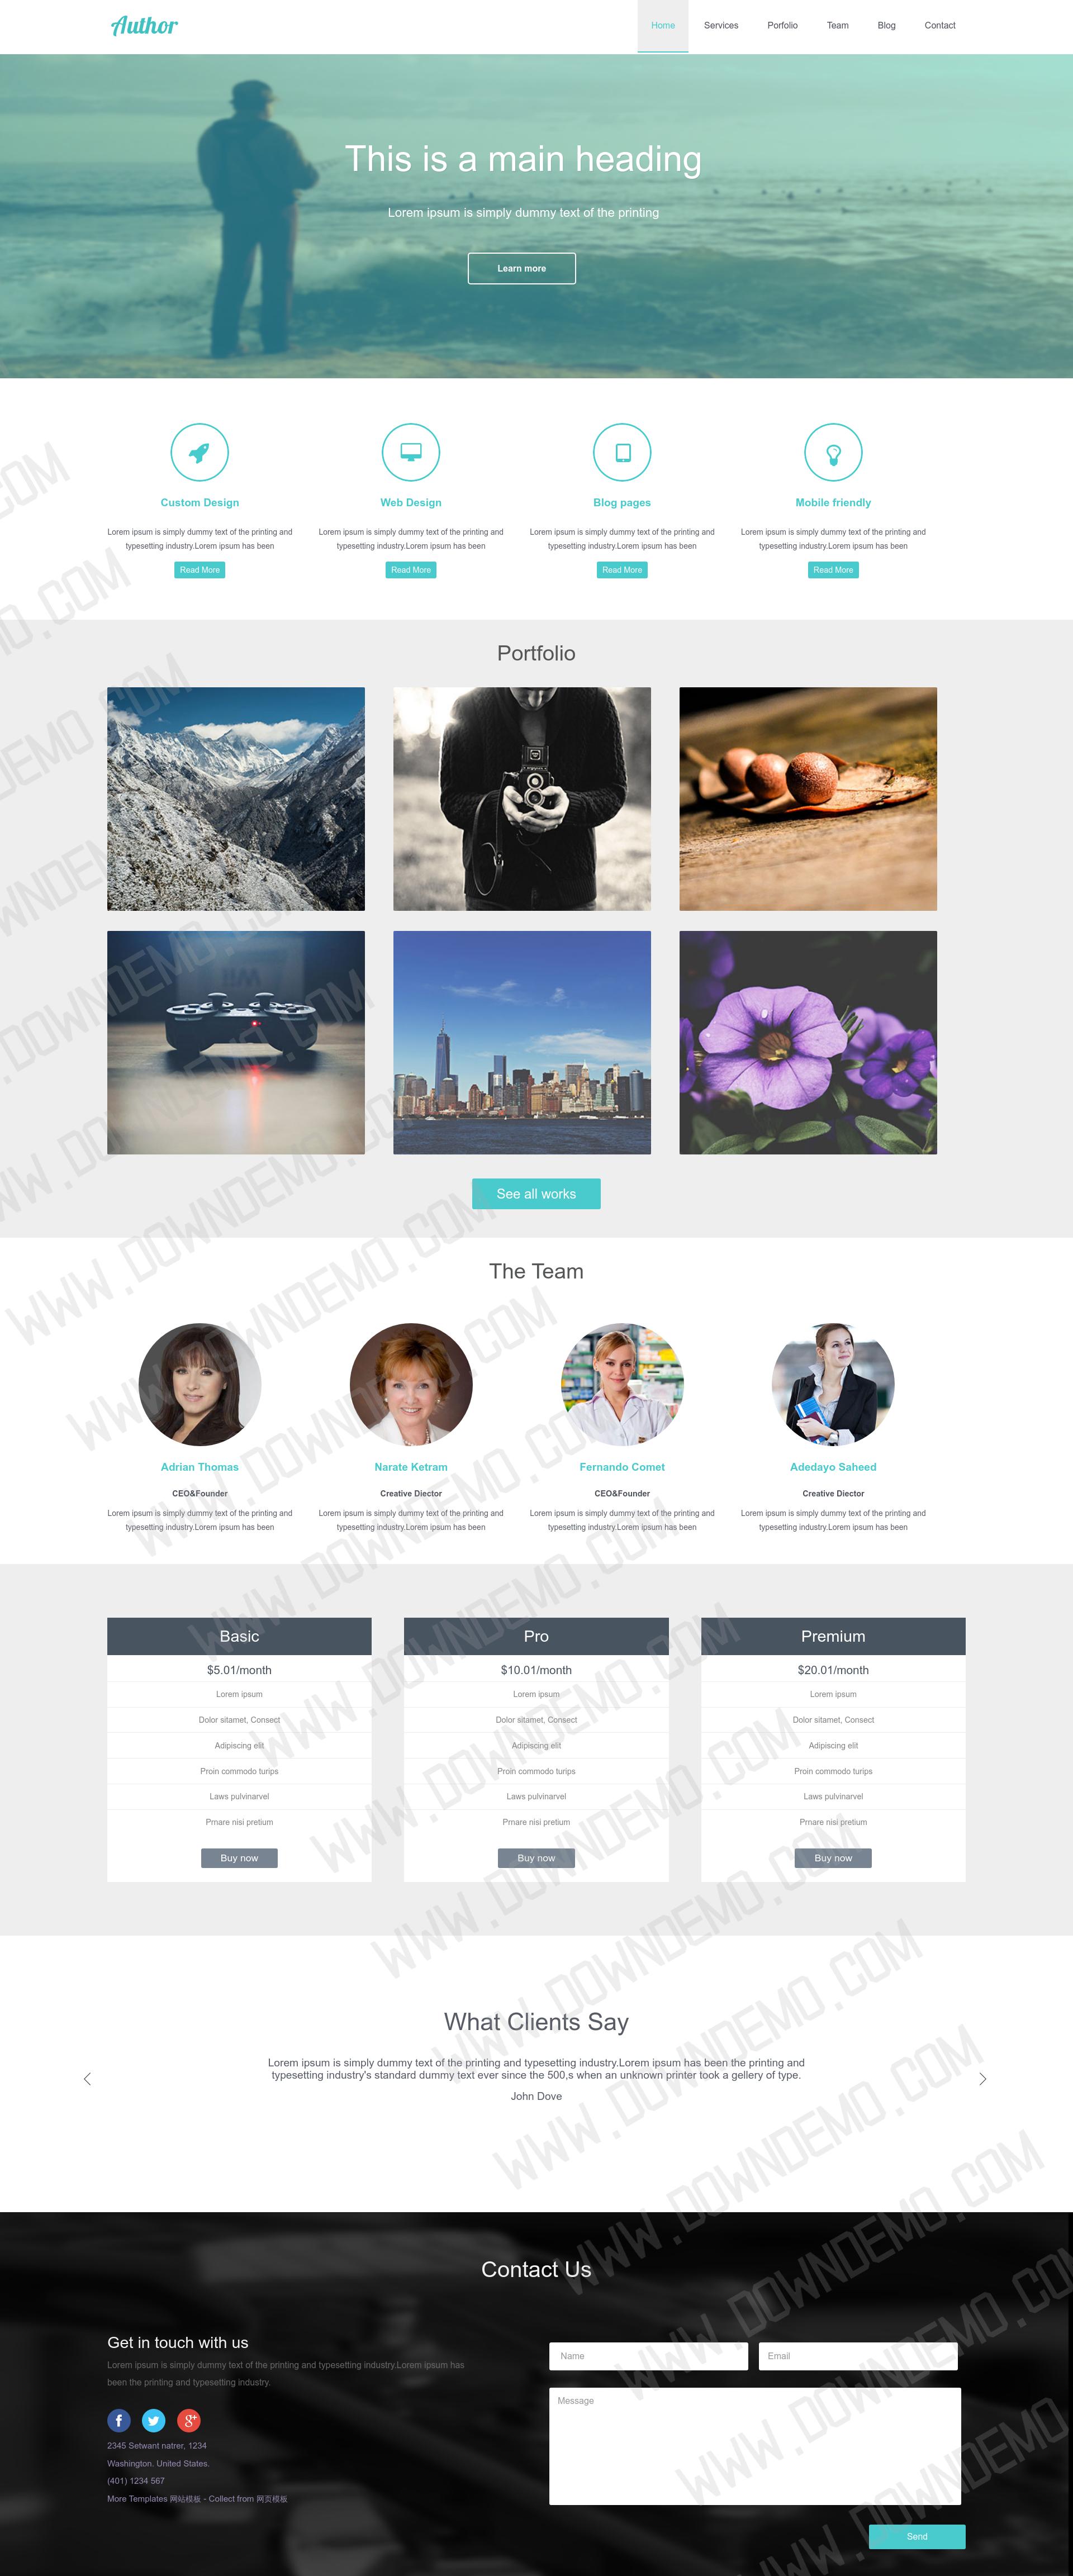 Author
Home Services Porfolio Team Blog Contact
This is a main heading
Lorem ipsum is simply dummy text of the printing
Learn more
Custom Design
Lorem ipsum is simply dummy text of the printing and
typesetting industry.Lorem ipsum has been
Read More
Web Design
Lorem ipsum is simply dummy text of the printing and
typesetting industry.Lorem ipsum has been
Read More
Blog pages
Lorem ipsum is simply dummy text of the printing and
typesetting industry.Lorem ipsum has been
Read More
Mobile friendly
Lorem ipsum is simply dummy text of the printing and
typesetting industry.Lorem ipsum has been
Read More
Portfolio
See all works
The Team
Adrian Thomas
CEO&Founder
Lorem ipsum is simply dummy text of the printing and
typesetting industry.Lorem ipsum has been
Narate Ketram
Creative Diector
Lorem ipsum is simply dummy text of the printing and
typesetting industry.Lorem ipsum has been
Fernando Comet
CEO&Founder
Lorem ipsum is simply dummy text of the printing and
typesetting industry.Lorem ipsum has been
Adedayo Saheed
Creative Diector
Lorem ipsum is simply dummy text of the printing and
typesetting industry.Lorem ipsum has been
Basic
$5.01/month
Lorem ipsum
Dolor sitamet, Consect
Adipiscing elit
Proin commodo turips
Laws pulvinarvel
Prnare nisi pretium
Buy now
Pro
$10.01/month
Lorem ipsum
Dolor sitamet, Consect
Adipiscing elit
Proin commodo turips
Laws pulvinarvel
Prnare nisi pretium
Buy now
Premium
$20.01/month
Lorem ipsum
Dolor sitamet, Consect
Adipiscing elit
Proin commodo turips
Laws pulvinarvel
Prnare nisi pretium
Buy now
What Clients Say
Lorem ipsum is simply dummy text of the printing and typesetting industry.Lorem ipsum has been the printing and
typesetting industry's standard dummy text ever since the 500,s when an unknown printer took a gellery of type.
John Dove
Contact Us
Get in touch with us
Lorem ipsum is simply dummy text of the printing and typesetting industry.Lorem ipsum has
been the printing and typesetting industry.
2345 Setwant natrer, 1234
Washington. United States.
(401) 1234 567
More Templates 网站模板 - Collect from 网页模板
Name
Email
Message
Send
WWW.DOWNDEMO.COM